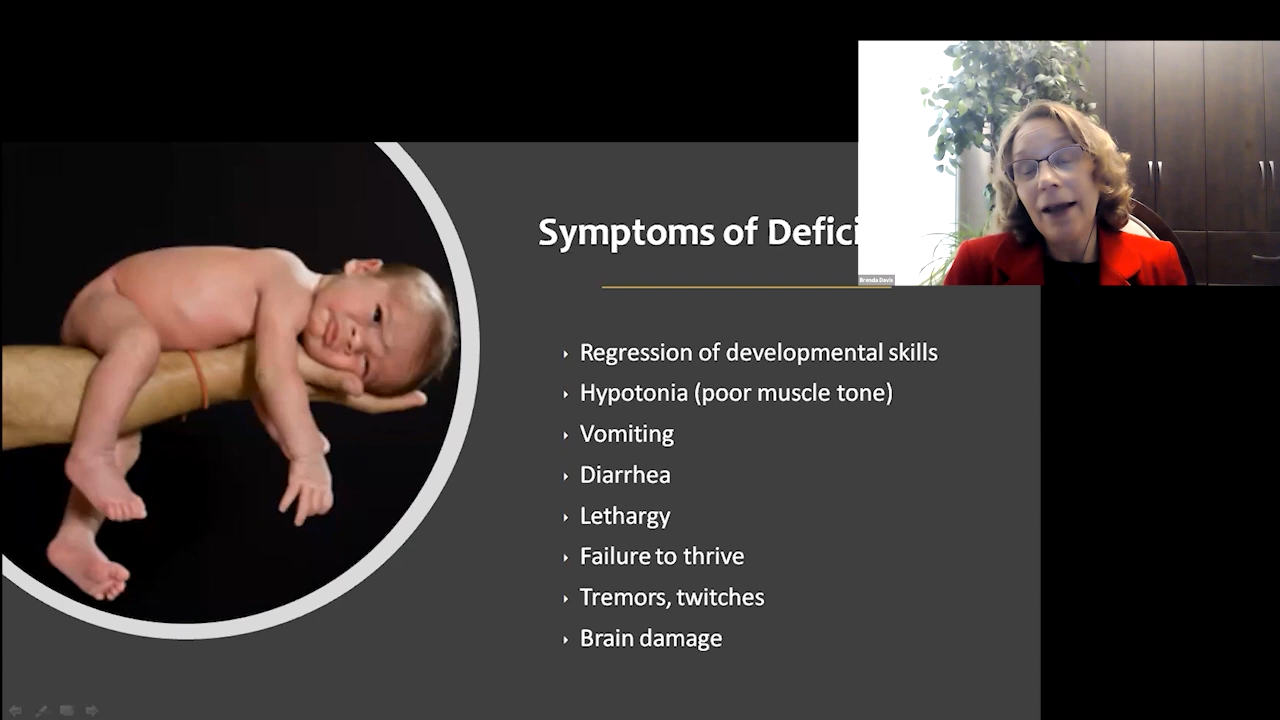 Symptoms of Defici
Brenda Davis
Regression of developmental skills
Hypotonia (poor muscle tone)
Vomiting
Diarrhea
Lethargy
Failure to thrive
Tremors, twitches
Brain damage